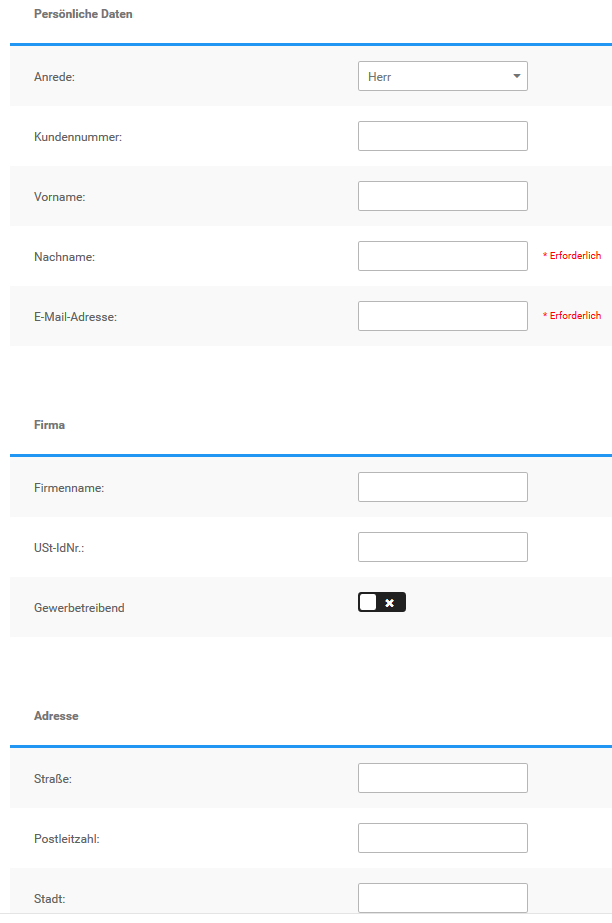 Persönliche Daten
Anrede: Herr
Kundennummer:
Vorname:
Nachname: * Erforderlich
E-Mail-Adresse: * Erforderlich
Firma
Firmenname:
USt-IdNr.:
Gewerbetreibend
Adresse
Straße:
Postleitzahl:
Stadt: